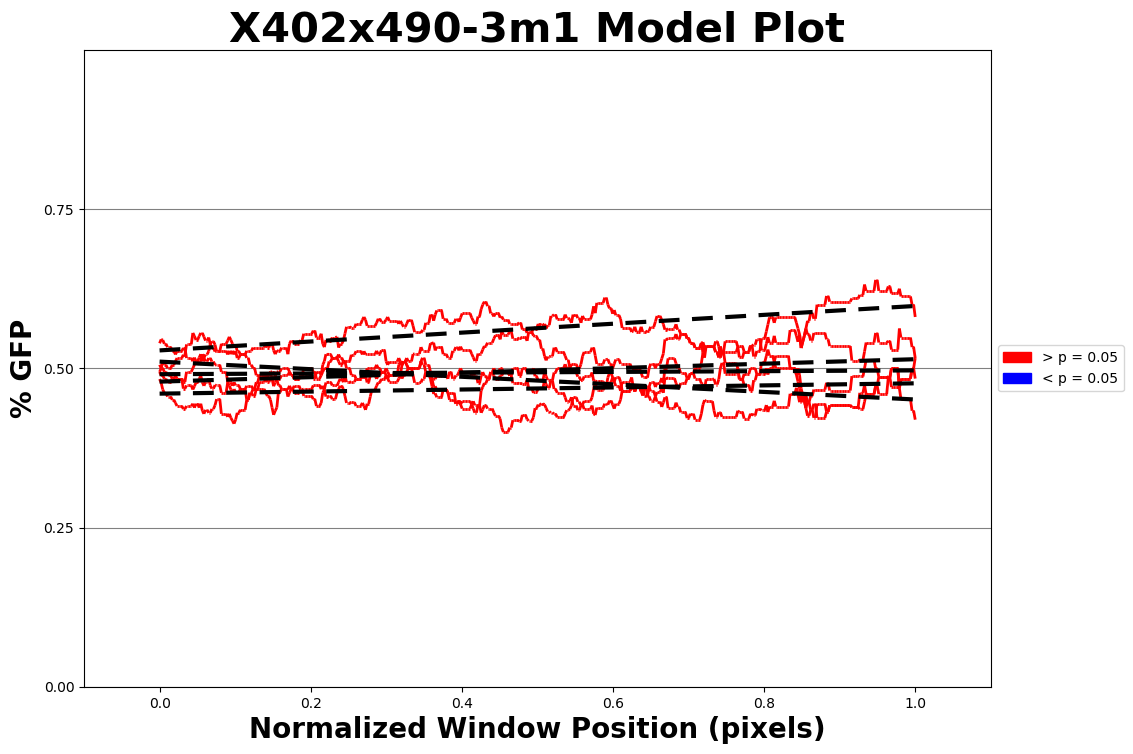 X402x490-3m1 Model Plot
% GFP
0.75
0.50
0.25
0.00
0.0 0.2 0.4 0.6 0.8 1.0
Normalized Window Position (pixels)
> p = 0.05
< p = 0.05